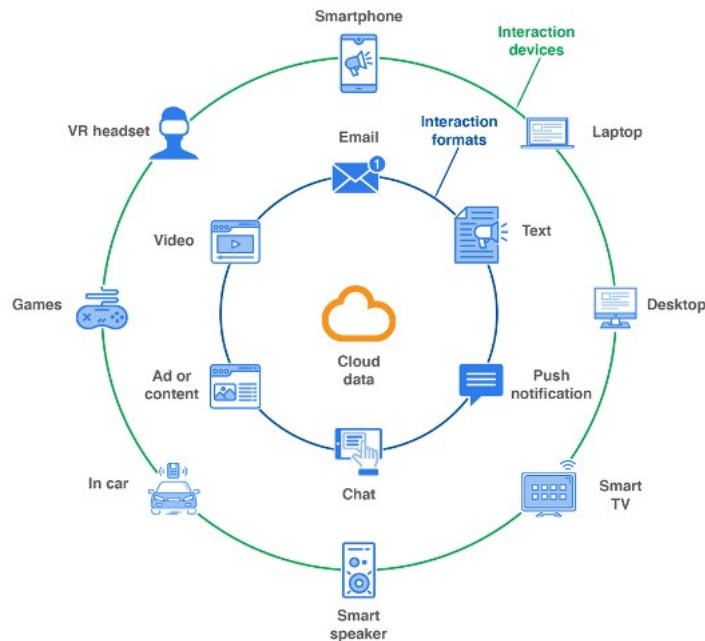 Smartphone
Interaction
devices
VR headset
Email
Interaction
formats
Laptop
1
Video
Text
Games
Desktop
Cloud
data
Ad or
content
Push
notification
In car
Chat
Smart
TV
Smart
speaker